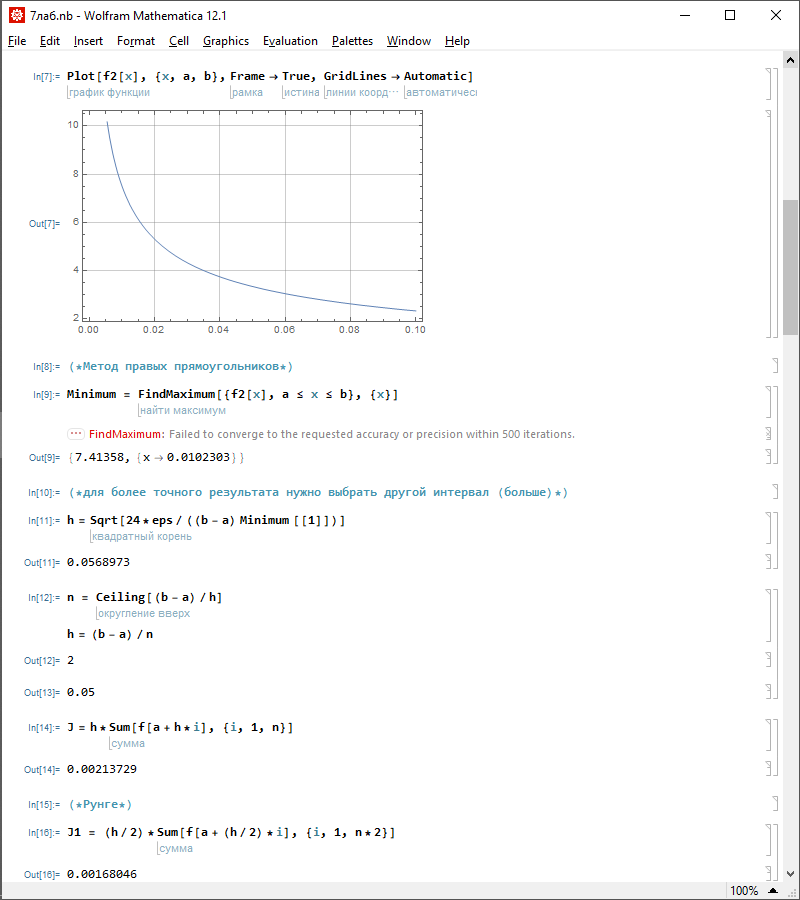 7лаб.nb - Wolfram Mathematica 12.1
File Edit Insert Format Cell Graphics Evaluation Palettes Window Help
In[7]:= Plot[f2[x], {x, a, b}, Frame → True, GridLines → Automatic]
график функции рамка истина линии коорд⋯ автоматичес
10
8
6
4
2
0.00 0.02 0.04 0.06 0.08 0.10
Out[7]=
In[8]:= (*Метод правых прямоугольников*)
In[9]:= Minimum = FindMaximum[{f2[x], a ≤ x ≤ b}, {x}]
найти максимум
⋯ FindMaximum: Failed to converge to the requested accuracy or precision within 500 iterations.
Out[9]= {7.41358, {x → 0.0102303}}
In[10]:= (*для более точного результата нужно выбрать другой интервал (больше)*)
In[11]:= h = Sqrt[24*eps / ((b - a) Minimum [[1]])]
квадратный корень
Out[11]= 0.0568973
In[12]:= n = Ceiling[(b - a) / h]
округление вверх
h = (b - a) / n
Out[12]= 2
Out[13]= 0.05
In[14]:= J = h*Sum[f[a + h*i], {i, 1, n}]
сумма
Out[14]= 0.00213729
In[15]:= (*Рунге*)
In[16]:= J1 = (h / 2) *Sum[f[a + (h / 2) *i], {i, 1, n*2}]
сумма
Out[16]= 0.00168046
100%